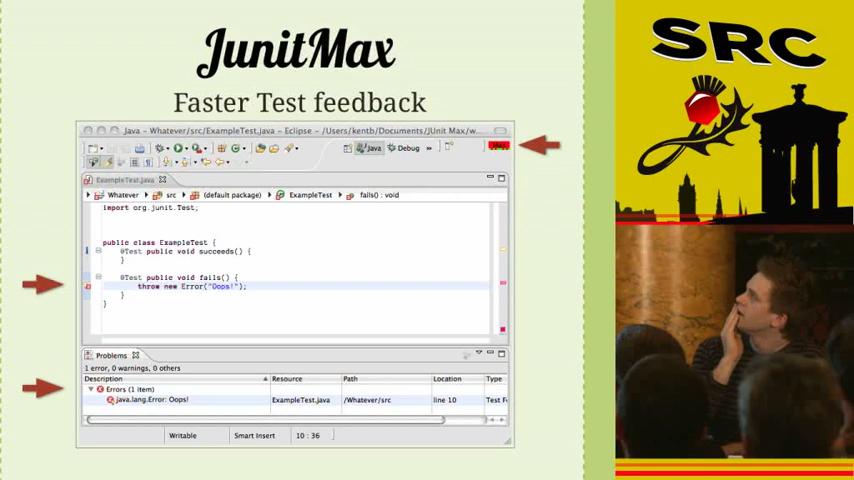 JunitMax
Faster Test feedback
Java – Whatever/src/ExampleTest.java – Eclipse – /Users/kentb/Documents/JUnit Max/w...
Java
Debug
»
ExampleTest.java
Whatever
src
(default package)
ExampleTest
fails() : void
import org.junit.Test;
public class ExampleTest {
@Test public void succeeds() {
}
@Test public void fails() {
throw new Error("Oops!");
}
}
Problems
1 error, 0 warnings, 0 others
Description Resource Path Location Type
Errors (1 item)
java.lang.Error: Oops! ExampleTest.java /Whatever/src line 10 Test F
Writable Smart Insert 10 : 36
SRC